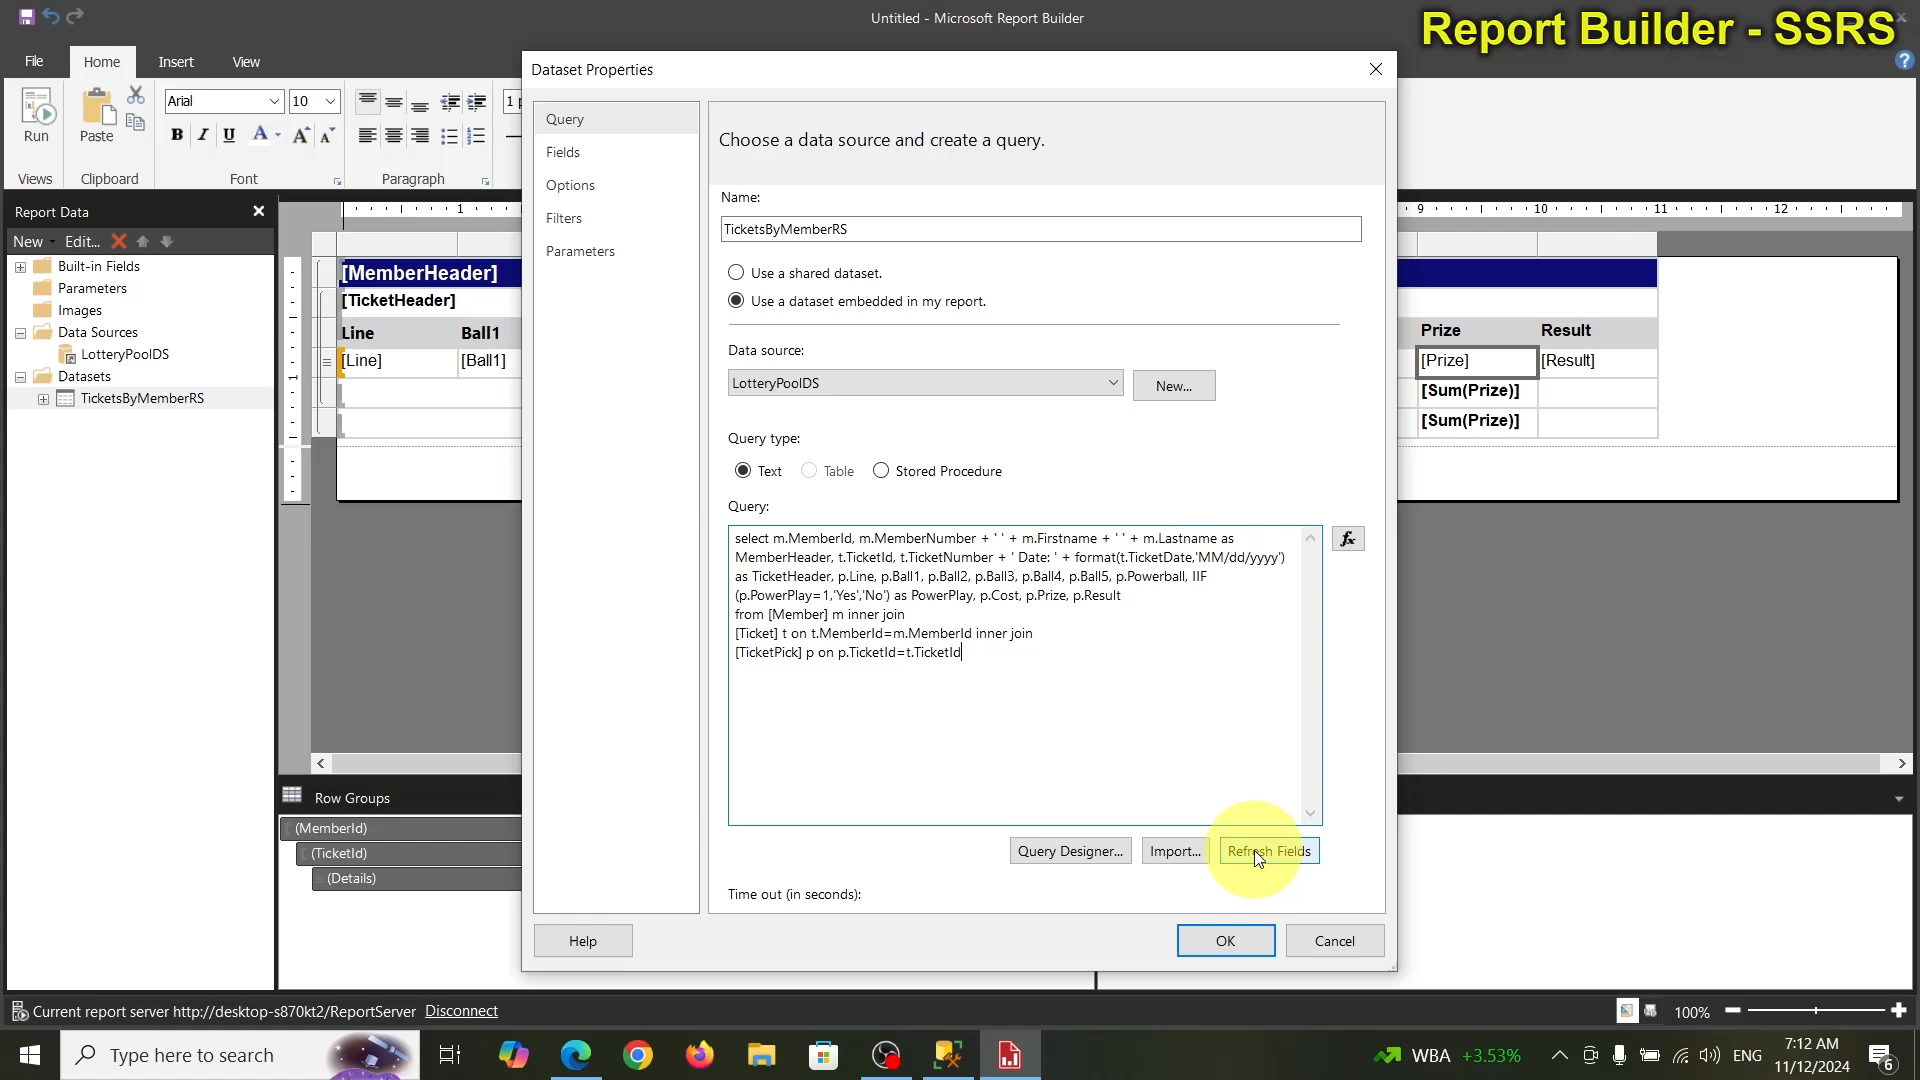 Untitled - Microsoft Report Builder
Report Builder - SSRS
File
Home
Insert
View
Run
Paste
Arial
10
B
I
U
A
A
A
1
Views
Clipboard
Font
Paragraph
Report Data
New
Edit...
Built-in Fields
Parameters
Images
Data Sources
LotteryPoolDS
Datasets
TicketsByMemberRS
1
[MemberHeader]
[TicketHeader]
Line
Ball1
[Line]
[Ball1]
Dataset Properties
Query
Fields
Options
Filters
Parameters
Choose a data source and create a query.
Name:
TicketsByMemberRS
Use a shared dataset.
Use a dataset embedded in my report.
Data source:
LotteryPoolDS
New...
Query type:
Text
Table
Stored Procedure
Query:
select m.MemberId, m.MemberNumber + ' ' + m.Firstname + ' ' + m.Lastname as
MemberHeader, t.TicketId, t.TicketNumber + ' Date: ' + format(t.TicketDate,'MM/dd/yyyy')
as TicketHeader, p.Line, p.Ball1, p.Ball2, p.Ball3, p.Ball4, p.Ball5, p.Powerball, IIF
(p.PowerPlay=1,'Yes','No') as PowerPlay, p.Cost, p.Prize, p.Result
from [Member] m inner join
[Ticket] t on t.MemberId=m.MemberId inner join
[TicketPick] p on p.TicketId=t.TicketId
fx
Query Designer...
Import...
Refresh Fields
Time out (in seconds):
Help
OK
Cancel
9 10 11 12
Prize
Result
[Prize]
[Result]
[Sum(Prize)]
[Sum(Prize)]
Row Groups
(MemberId)
(TicketId)
(Details)
Current report server http://desktop-s870kt2/ReportServer
Disconnect
100%
Type here to search
WBA +3.53%
ENG
7:12 AM
11/12/2024
6